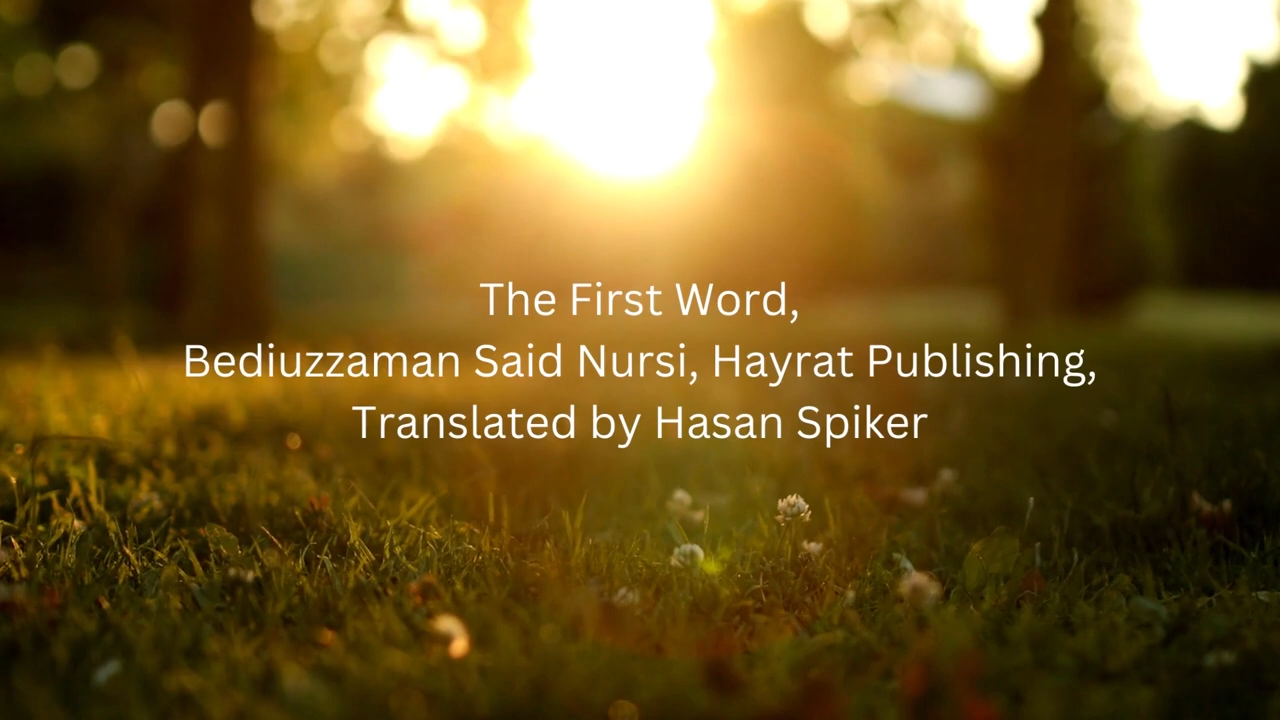 The First Word,
Bediuzzaman Said Nursi, Hayrat Publishing,
Translated by Hasan Spiker